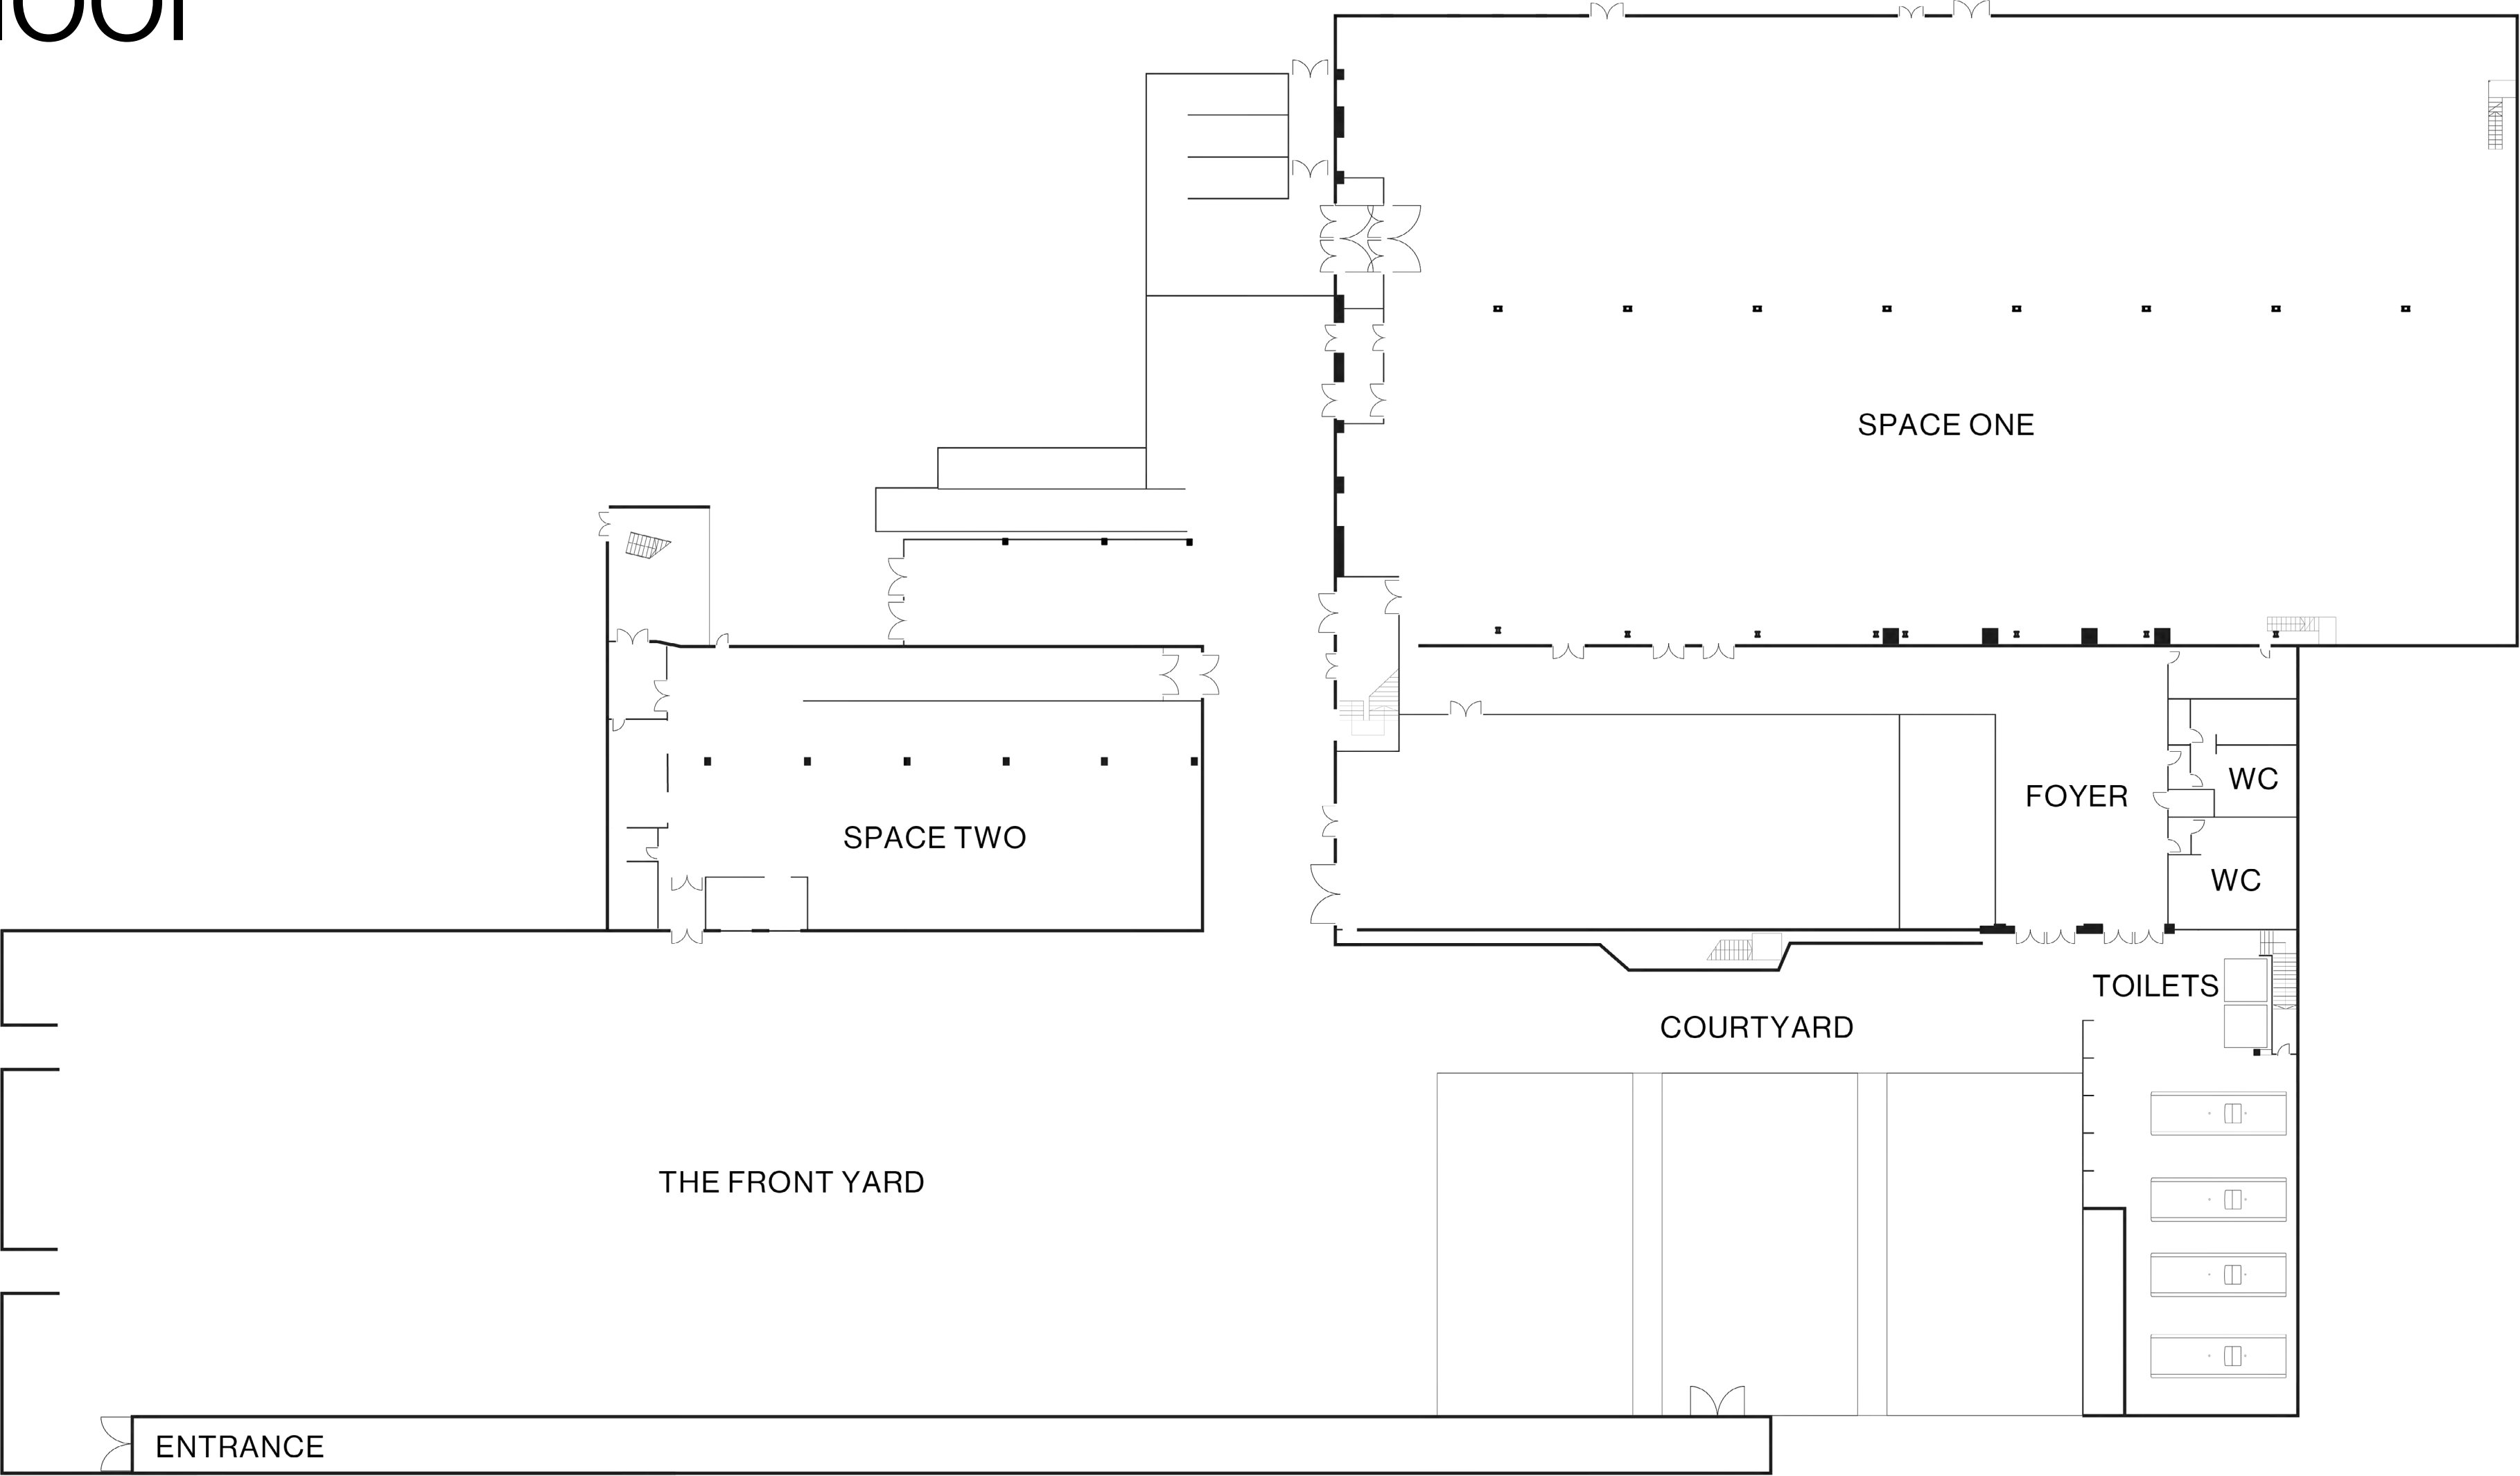 SPACE ONE
SPACE TWO
FOYER
WC
WC
TOILETS
COURTYARD
THE FRONT YARD
ENTRANCE